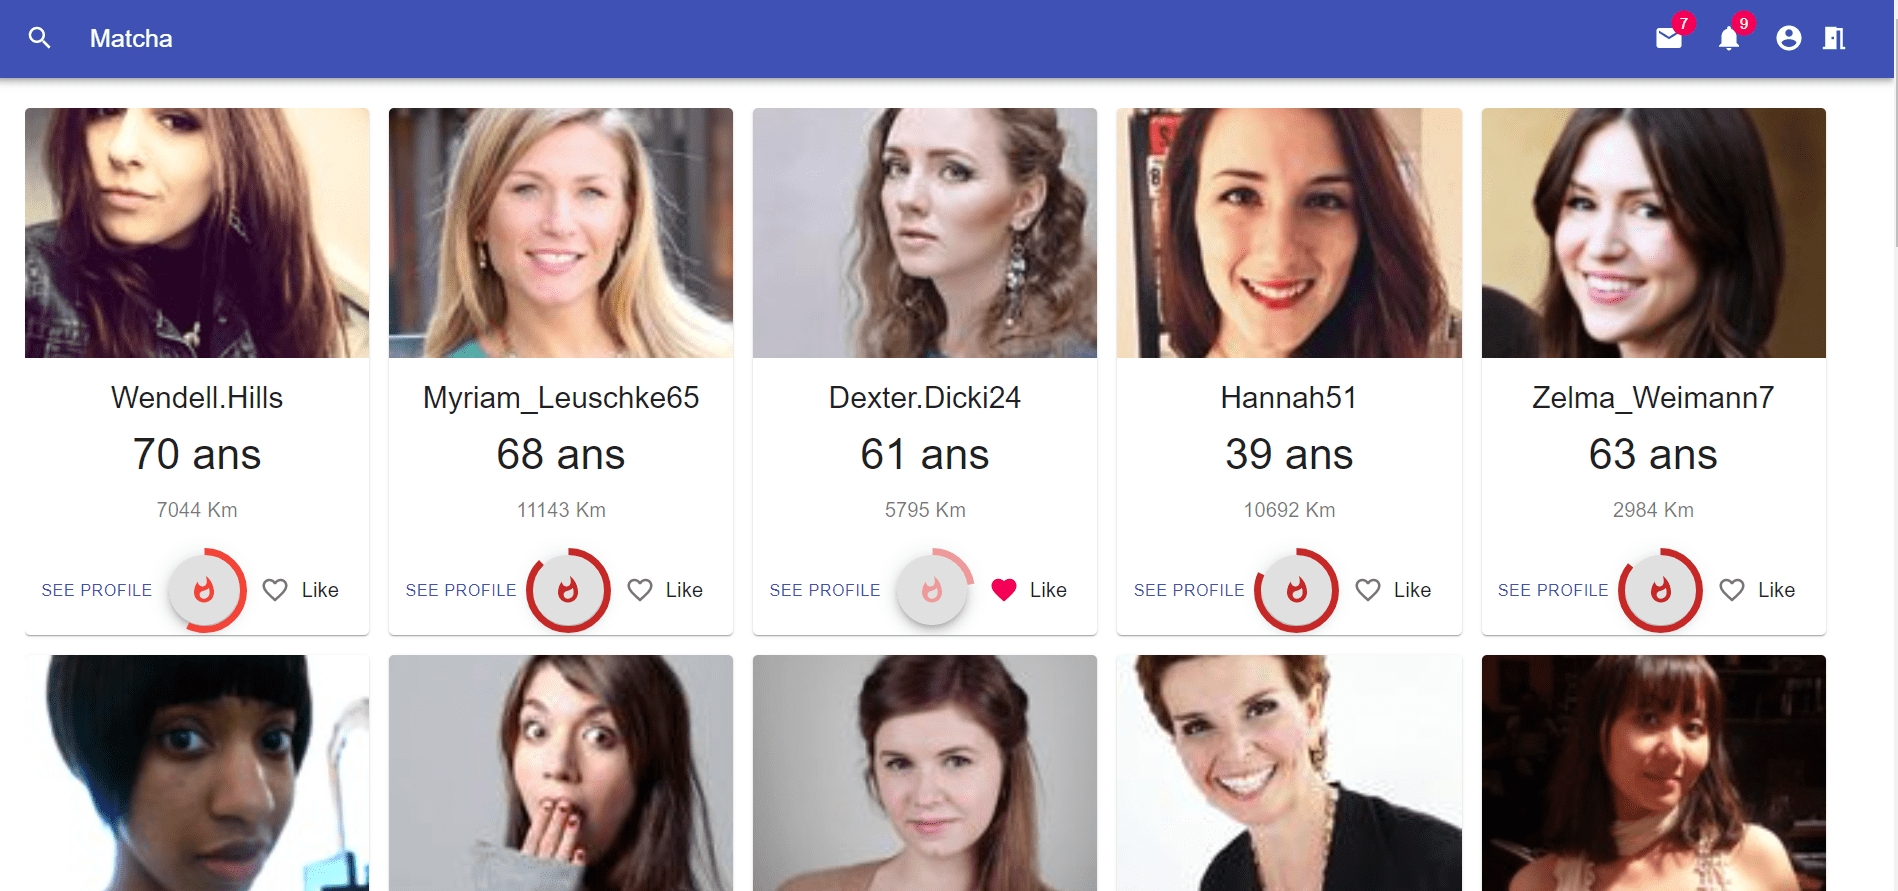 Matcha
7
9
Wendell.Hills
70 ans
7044 Km
SEE PROFILE
Like
Myriam_Leuschke65
68 ans
11143 Km
SEE PROFILE
Like
Dexter.Dicki24
61 ans
5795 Km
SEE PROFILE
Like
Hannah51
39 ans
10692 Km
SEE PROFILE
Like
Zelma_Weimann7
63 ans
2984 Km
SEE PROFILE
Like